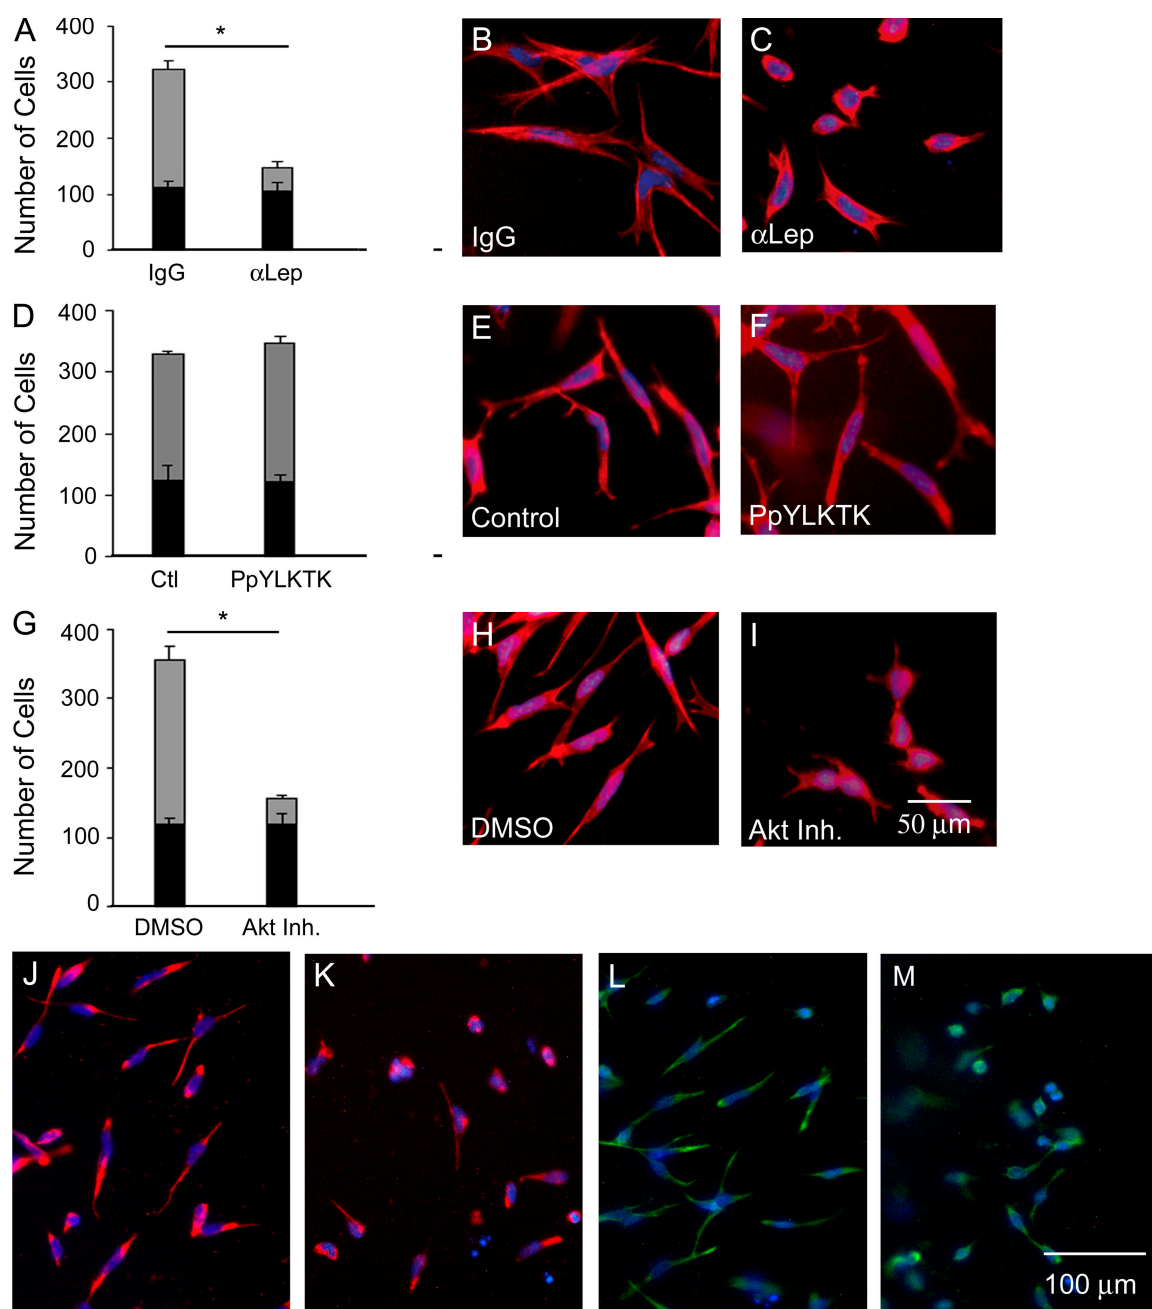 A
Number of Cells
400
300
200
100
0
*
IgG
αLep
B
IgG
C
αLep
D
Number of Cells
400
300
200
100
0
Ctl
PpYLKTK
E
Control
F
PpYLKTK
G
Number of Cells
400
300
200
100
0
*
DMSO
Akt Inh.
H
DMSO
I
Akt Inh.
50 μm
J
K
L
M
100 μm